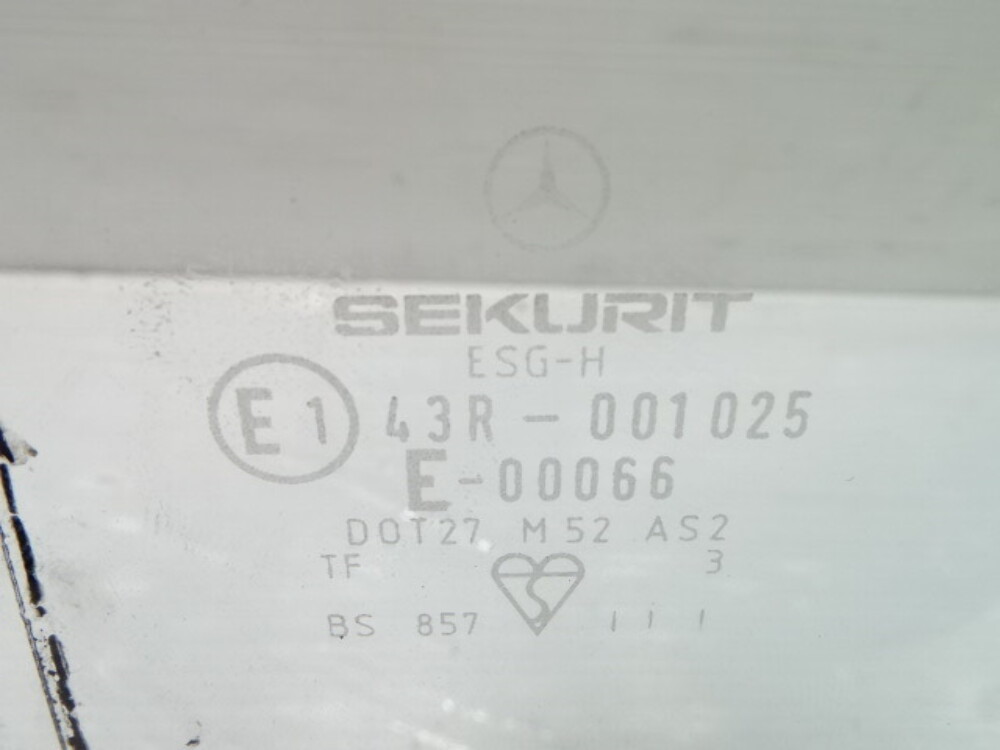 SEKURIT
ESG-H
E1 43R - 001025
E-00066
DOT27 M52 AS2
TF 3
BS 857 I I I